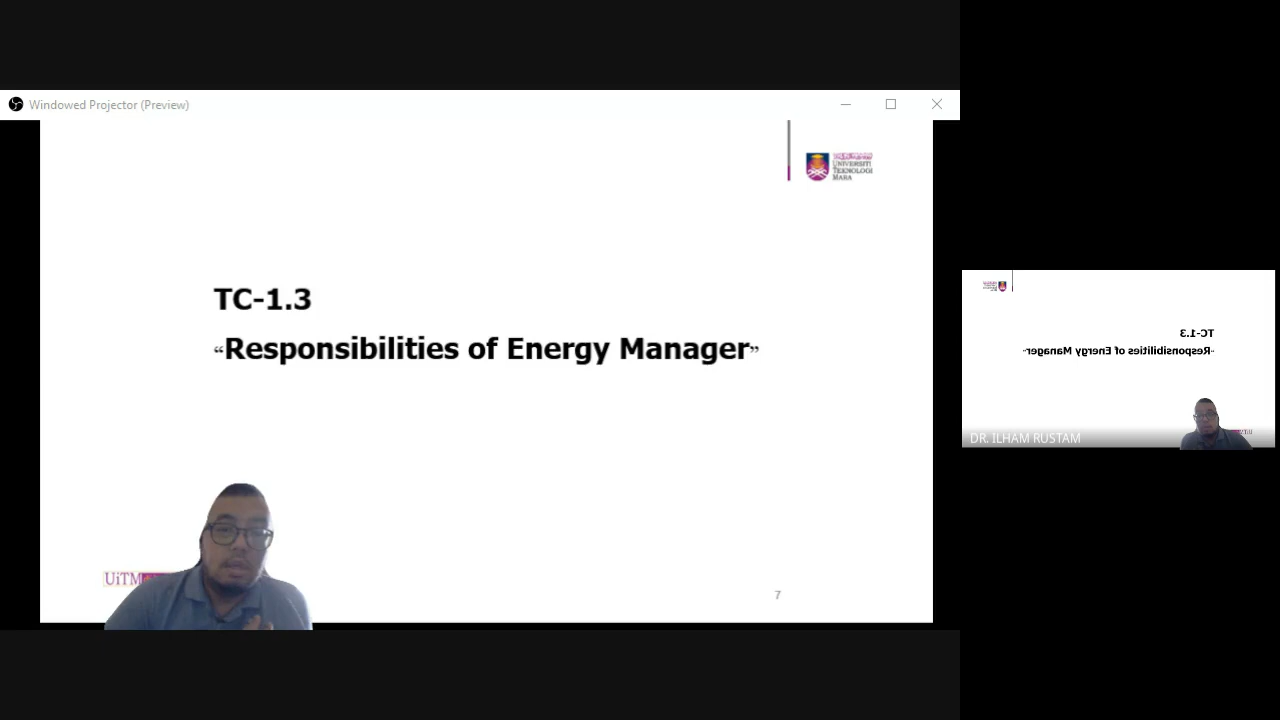 Windowed Projector (Preview)
UNIVERSITI
TEKNOLOGI
MARA
TC-1.3
“Responsibilities of Energy Manager”
UiTM
7
TC-1.3
“Responsibilities of Energy Manager”
DR. ILHAM RUSTAM